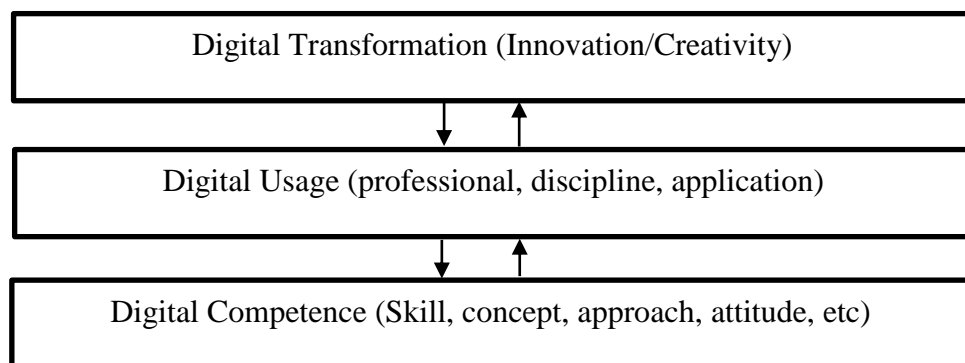 Digital Transformation (Innovation/Creativity)
Digital Usage (professional, discipline, application)
Digital Competence (Skill, concept, approach, attitude, etc)